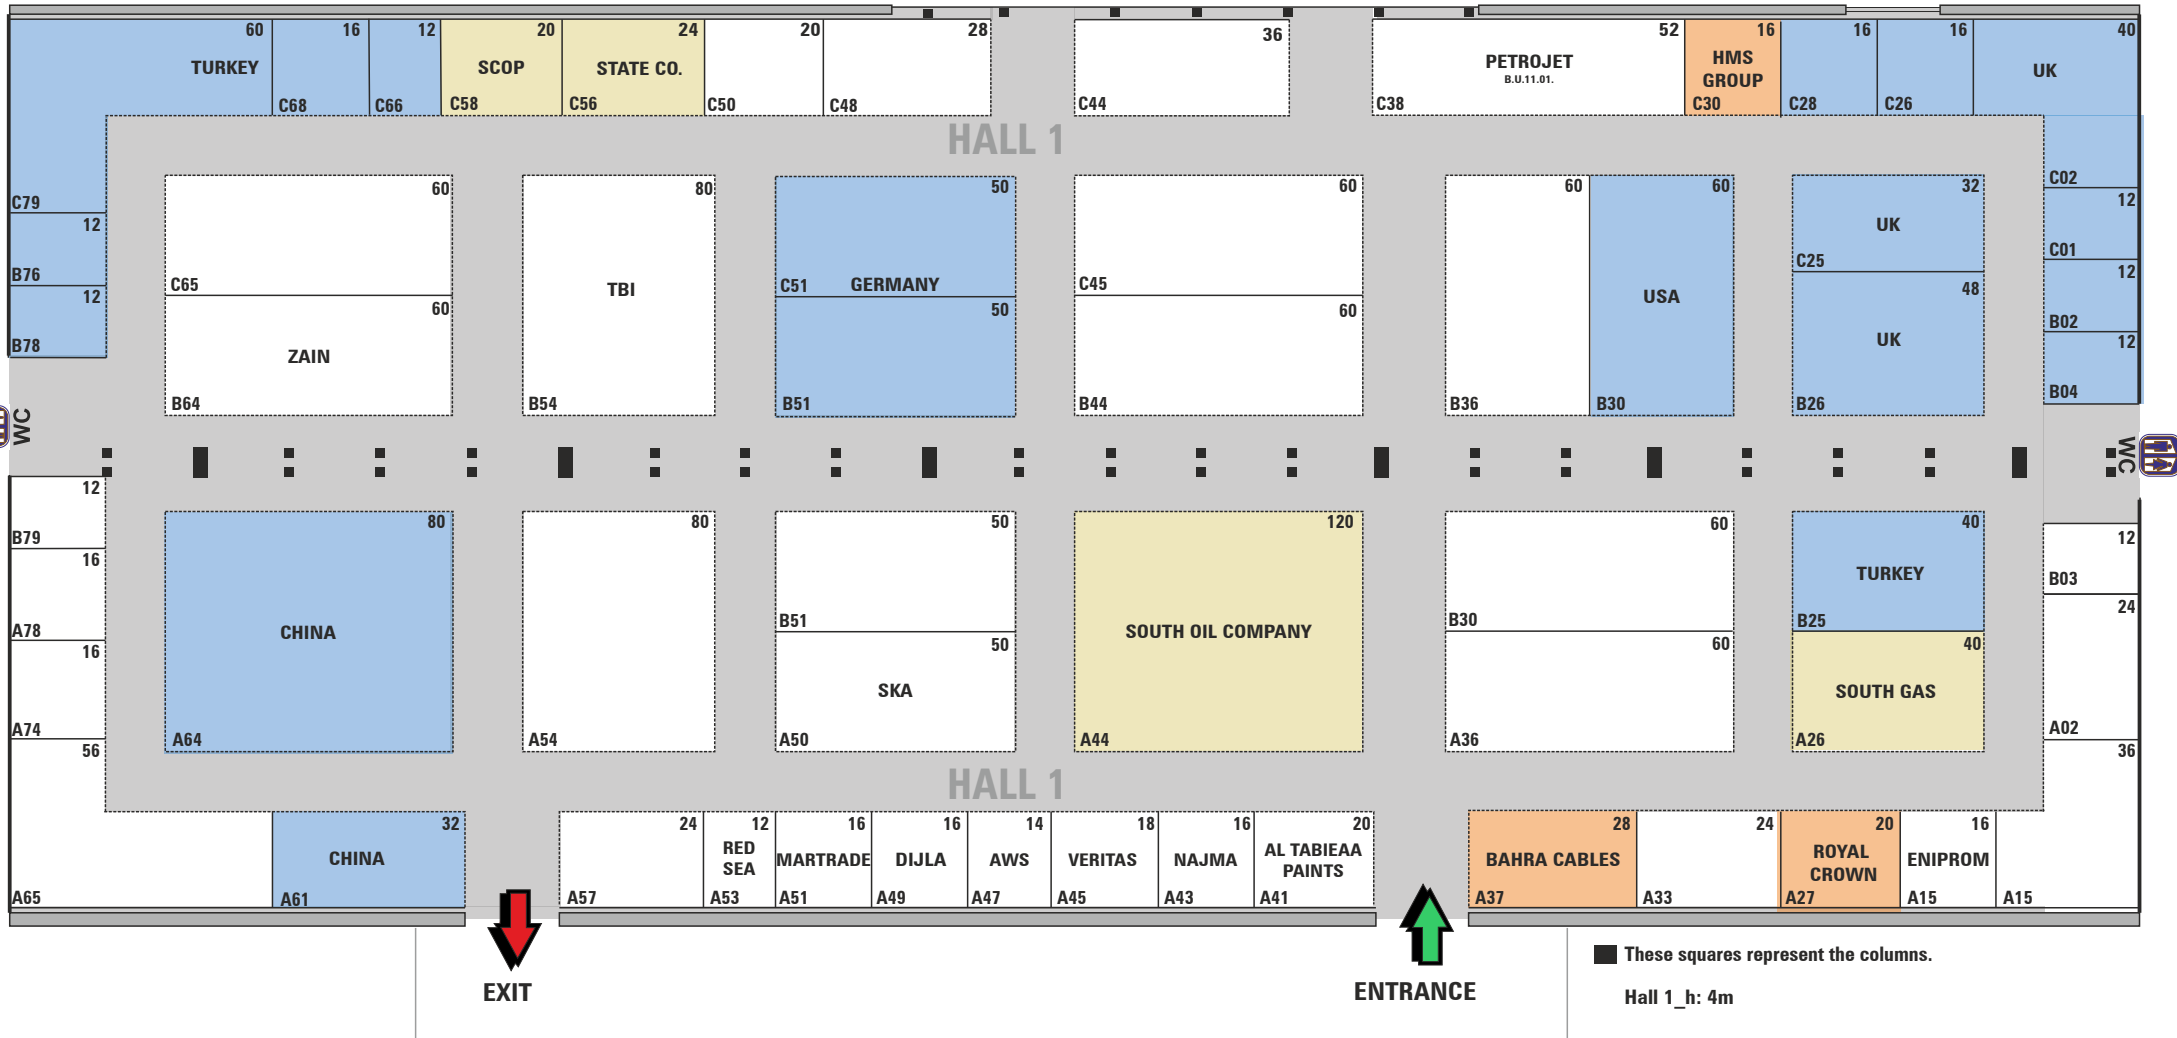 60
TURKEY
C79
16
C68
12
C66
20
SCOP
C58
24
STATE CO.
C56
20
C50
28
C48
36
C44
52
PETROJET
B.U.11.01.
C38
16
HMS
GROUP
C30
16
C28
16
C26
40
UK
C02
HALL 1
12
B76
12
B78
60
C65
60
ZAIN
B64
80
TBI
B54
50
C51
GERMANY
50
B51
60
C45
60
B44
60
B36
60
USA
B30
32
UK
C25
48
UK
B26
12
C01
12
B02
12
B04
WC
WC
12
B79
16
A78
16
A74
56
A65
80
CHINA
A64
80
A54
50
B51
50
SKA
A50
120
SOUTH OIL COMPANY
A44
60
B30
60
A36
40
TURKEY
B25
40
SOUTH GAS
A26
12
B03
24
A02
36
A15
HALL 1
32
CHINA
A61
24
A57
12
RED
SEA
A53
16
MARTRADE
A51
16
DIJLA
A49
14
AWS
A47
18
VERITAS
A45
16
NAJMA
A43
20
AL TABIEAA
PAINTS
A41
28
BAHRA CABLES
A37
24
A33
20
ROYAL
CROWN
A27
16
ENIPROM
A15
EXIT
ENTRANCE
These squares represent the columns.
Hall 1_h: 4m